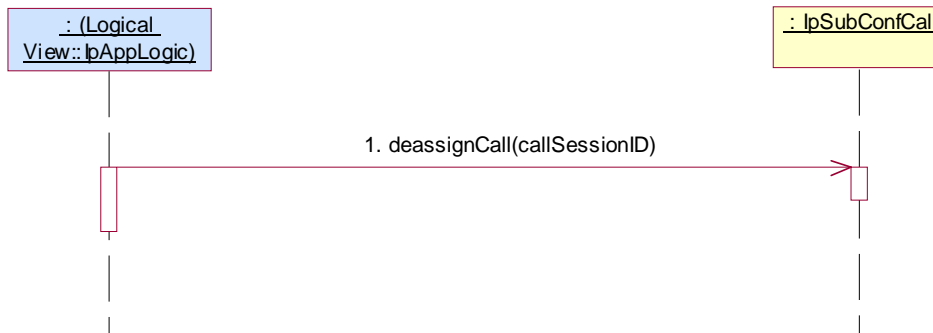 : (Logical
View::IpAppLogic)
: IpSubConfCal
1. deassignCall(callSessionID)